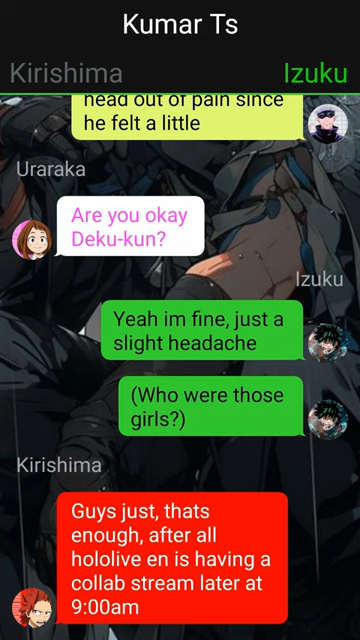 Kumar Ts
Kirishima
Izuku
head out of pain since
he felt a little
Uraraka
Are you okay
Deku-kun?
Izuku
Yeah im fine, just a
slight headache
(Who were those
girls?)
Kirishima
Guys just, thats
enough, after all
hololive en is having a
collab stream later at
9:00am